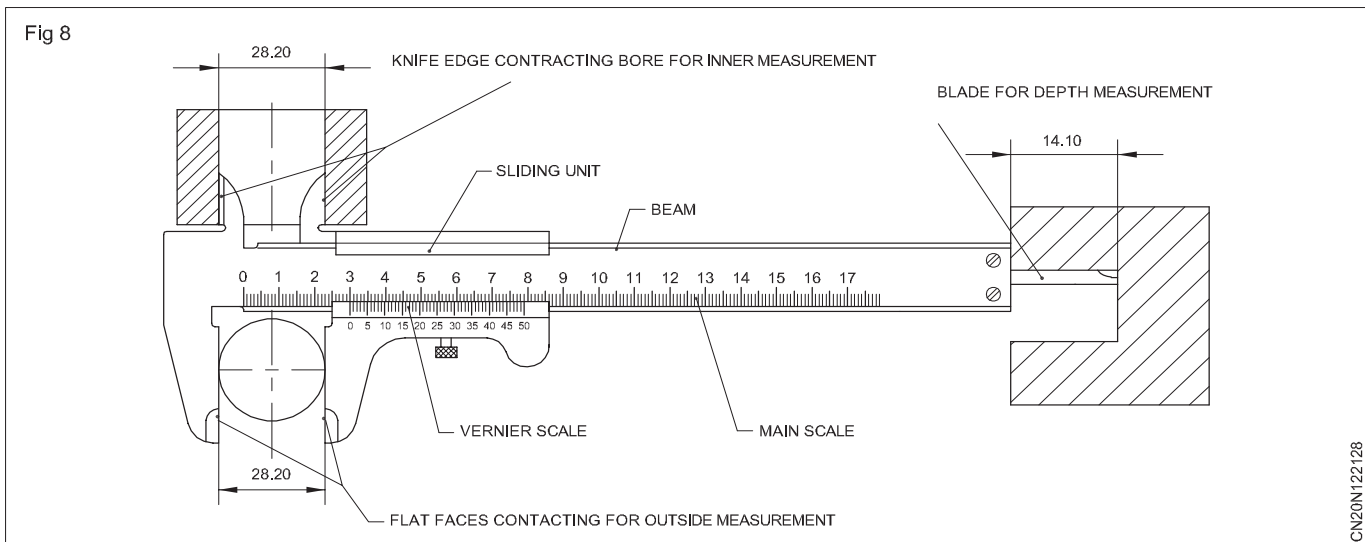 Fig 8
28.20
KNIFE EDGE CONTRACTING BORE FOR INNER MEASUREMENT
BLADE FOR DEPTH MEASUREMENT
14.10
SLIDING UNIT
BEAM
0 1 2 3 4 5 6 7 8 9 10 11 12 13 14 15 16 17
0 5 10 15 20 25 30 35 40 45 50
VERNIER SCALE
MAIN SCALE
28.20
FLAT FACES CONTACTING FOR OUTSIDE MEASUREMENT
CN20N122128